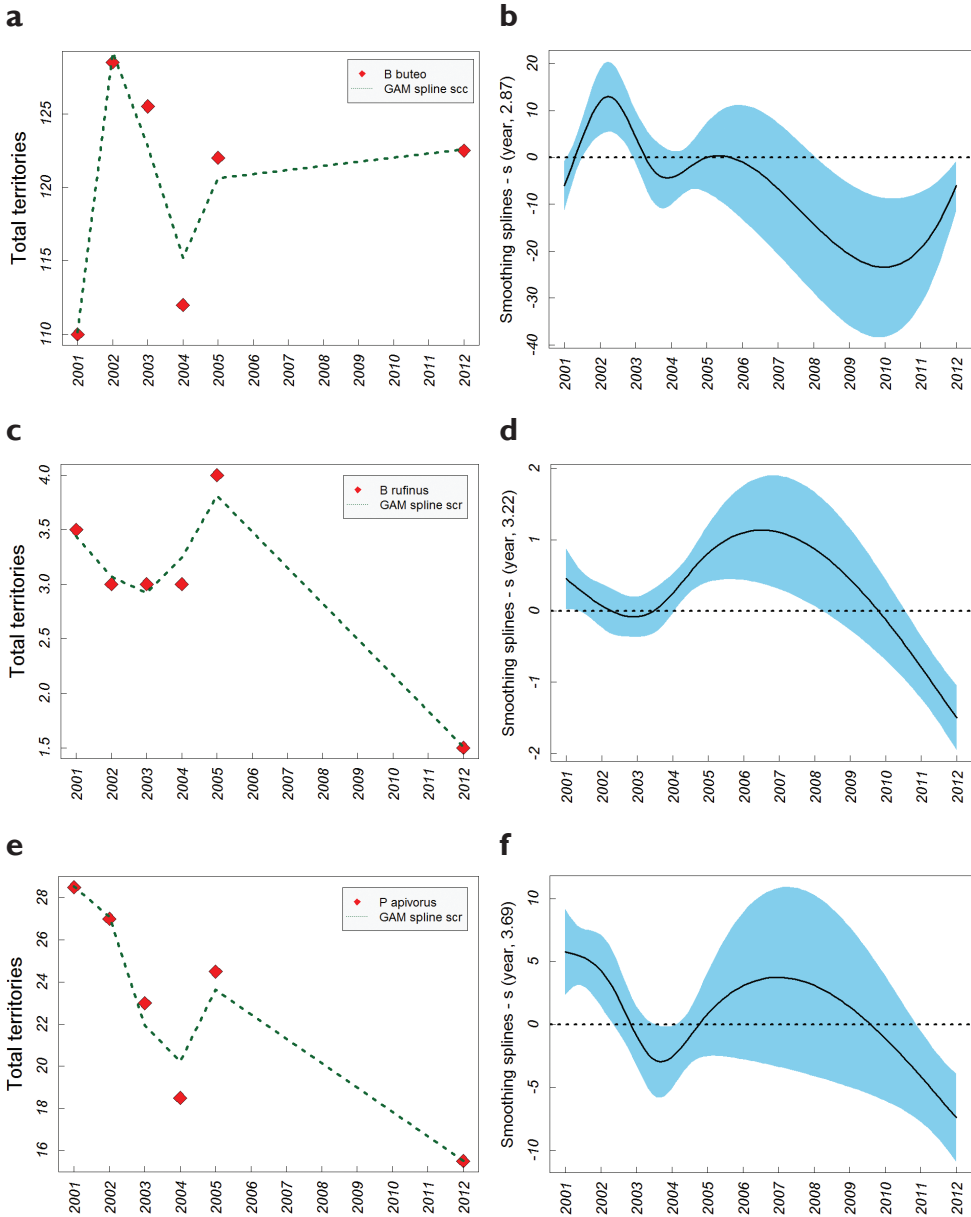 a
Total territories
110 115 120 125
B buteo
GAM spline scc
2001 2002 2003 2004 2005 2006 2007 2008 2009 2010 2011 2012
b
Smoothing splines - s (year, 2.87)
-40 -30 -20 -10 0 10 20
2001 2002 2003 2004 2005 2006 2007 2008 2009 2010 2011 2012
c
Total territories
1.5 2.0 2.5 3.0 3.5 4.0
B rufinus
GAM spline scr
2001 2002 2003 2004 2005 2006 2007 2008 2009 2010 2011 2012
d
Smoothing splines - s (year, 3.22)
-2 -1 0 1 2
2001 2002 2003 2004 2005 2006 2007 2008 2009 2010 2011 2012
e
Total territories
16 18 20 22 24 26 28
P apivorus
GAM spline scr
2001 2002 2003 2004 2005 2006 2007 2008 2009 2010 2011 2012
f
Smoothing splines - s (year, 3.69)
-10 -5 0 5 10
2001 2002 2003 2004 2005 2006 2007 2008 2009 2010 2011 2012